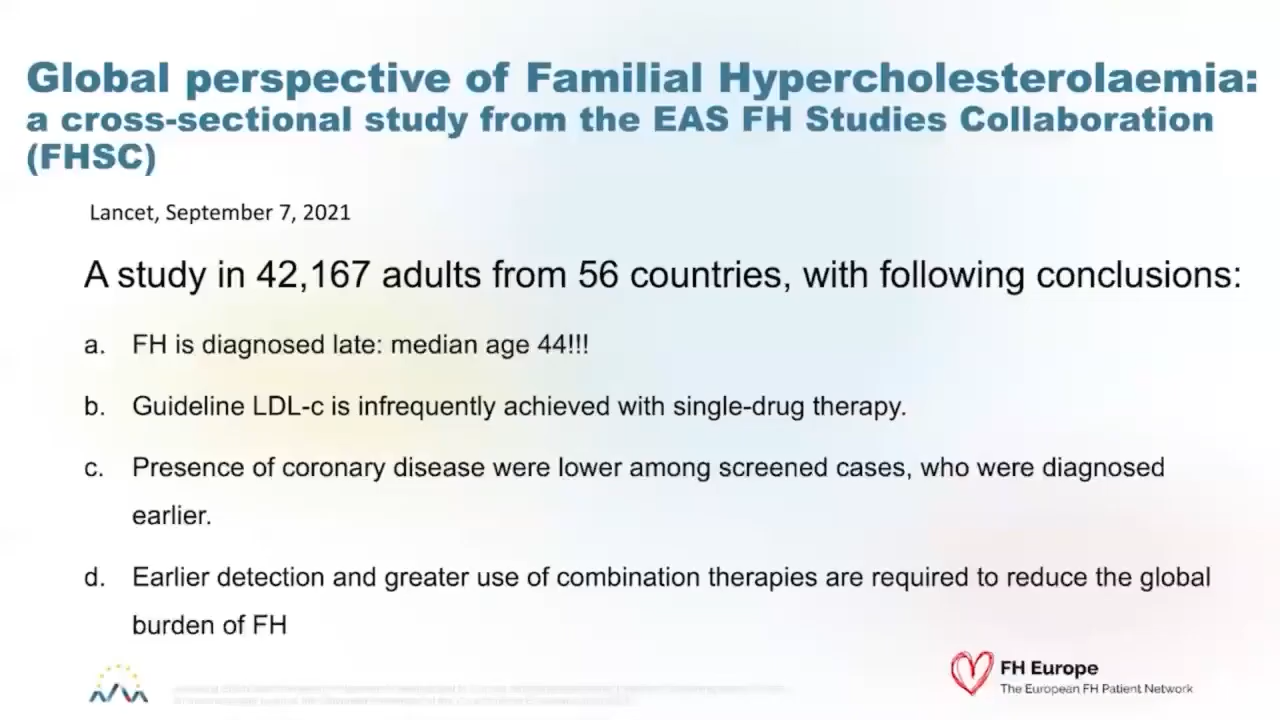 Global perspective of Familial Hypercholesterolaemia:
a cross-sectional study from the EAS FH Studies Collaboration
(FHSC)
Lancet, September 7, 2021
A study in 42,167 adults from 56 countries, with following conclusions:
a. FH is diagnosed late: median age 44!!!
b. Guideline LDL-c is infrequently achieved with single-drug therapy.
c. Presence of coronary disease were lower among screened cases, who were diagnosed
earlier.
d. Earlier detection and greater use of combination therapies are required to reduce the global
burden of FH
FH Europe
The European FH Patient Network